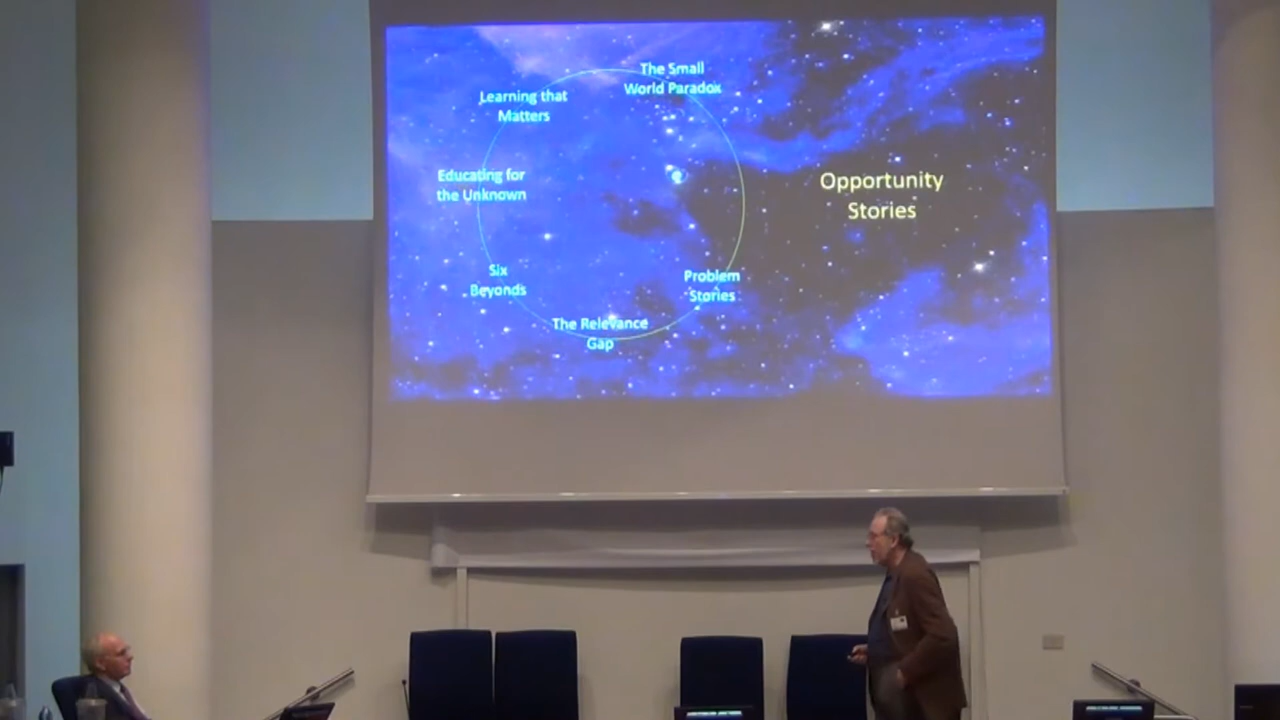 The Small
World Paradox
Learning that
Matters
Educating for
the Unknown
Six
Beyonds
The Relevance
Gap
Problem
Stories
Opportunity
Stories